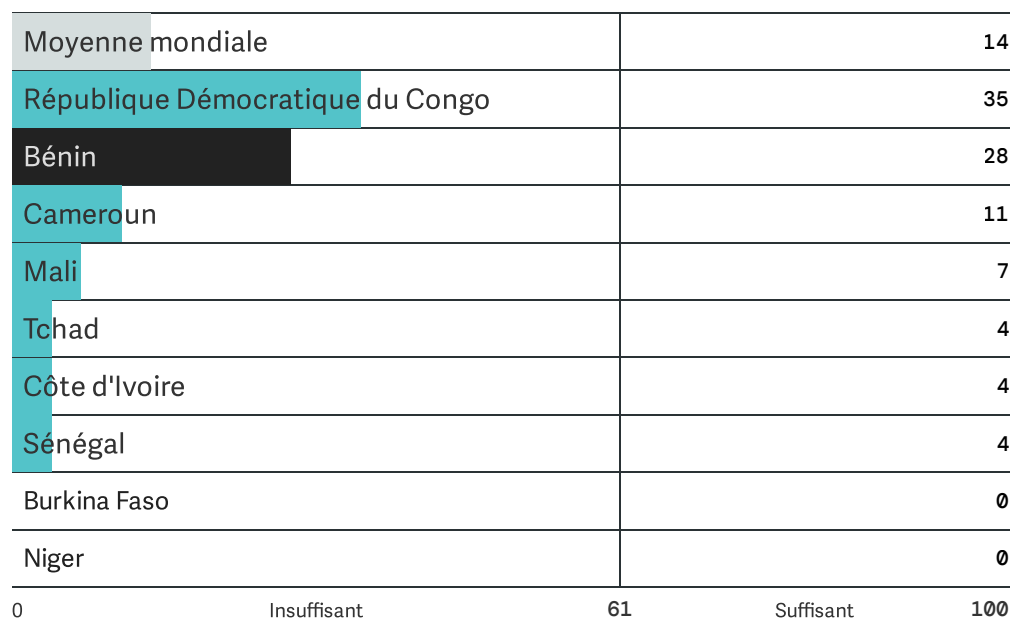 Moyenne mondiale 14
République Démocratique du Congo 35
Bénin 28
Cameroun 11
Mali 7
Tchad 4
Côte d'Ivoire 4
Sénégal 4
Burkina Faso 0
Niger 0
0 Insuffisant 61 Suffisant 100